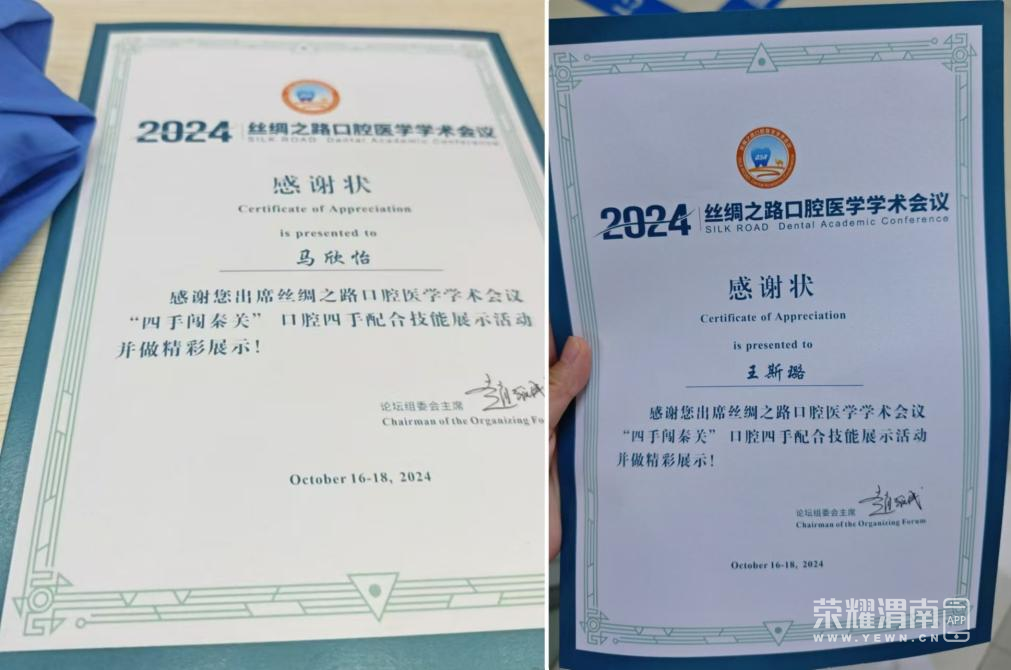 2024 丝绸之路口腔医学学术会议
SILK ROAD Dental Academic Conference
感谢状
Certificate of Appreciation
is presented to
马欣怡
感谢您出席丝绸之路口腔医学学术会议
“四手闯秦关” 口腔四手配合技能展示活动
并做精彩展示！
论坛组委会主席
Chairman of the Organizing Fo
October 16-18, 2024
2024 丝绸之路口腔医学学术会议
SILK ROAD Dental Academic Conference
感谢状
Certificate of Appreciation
is presented to
王斯璐
感谢您出席丝绸之路口腔医学学术会议
“四手闯秦关” 口腔四手配合技能展示活动
并做精彩展示！
论坛组委会主席
Chairman of the Organizing Forum
October 16-18, 2024
荣耀渭南 APP
WWW.YEWN.CN